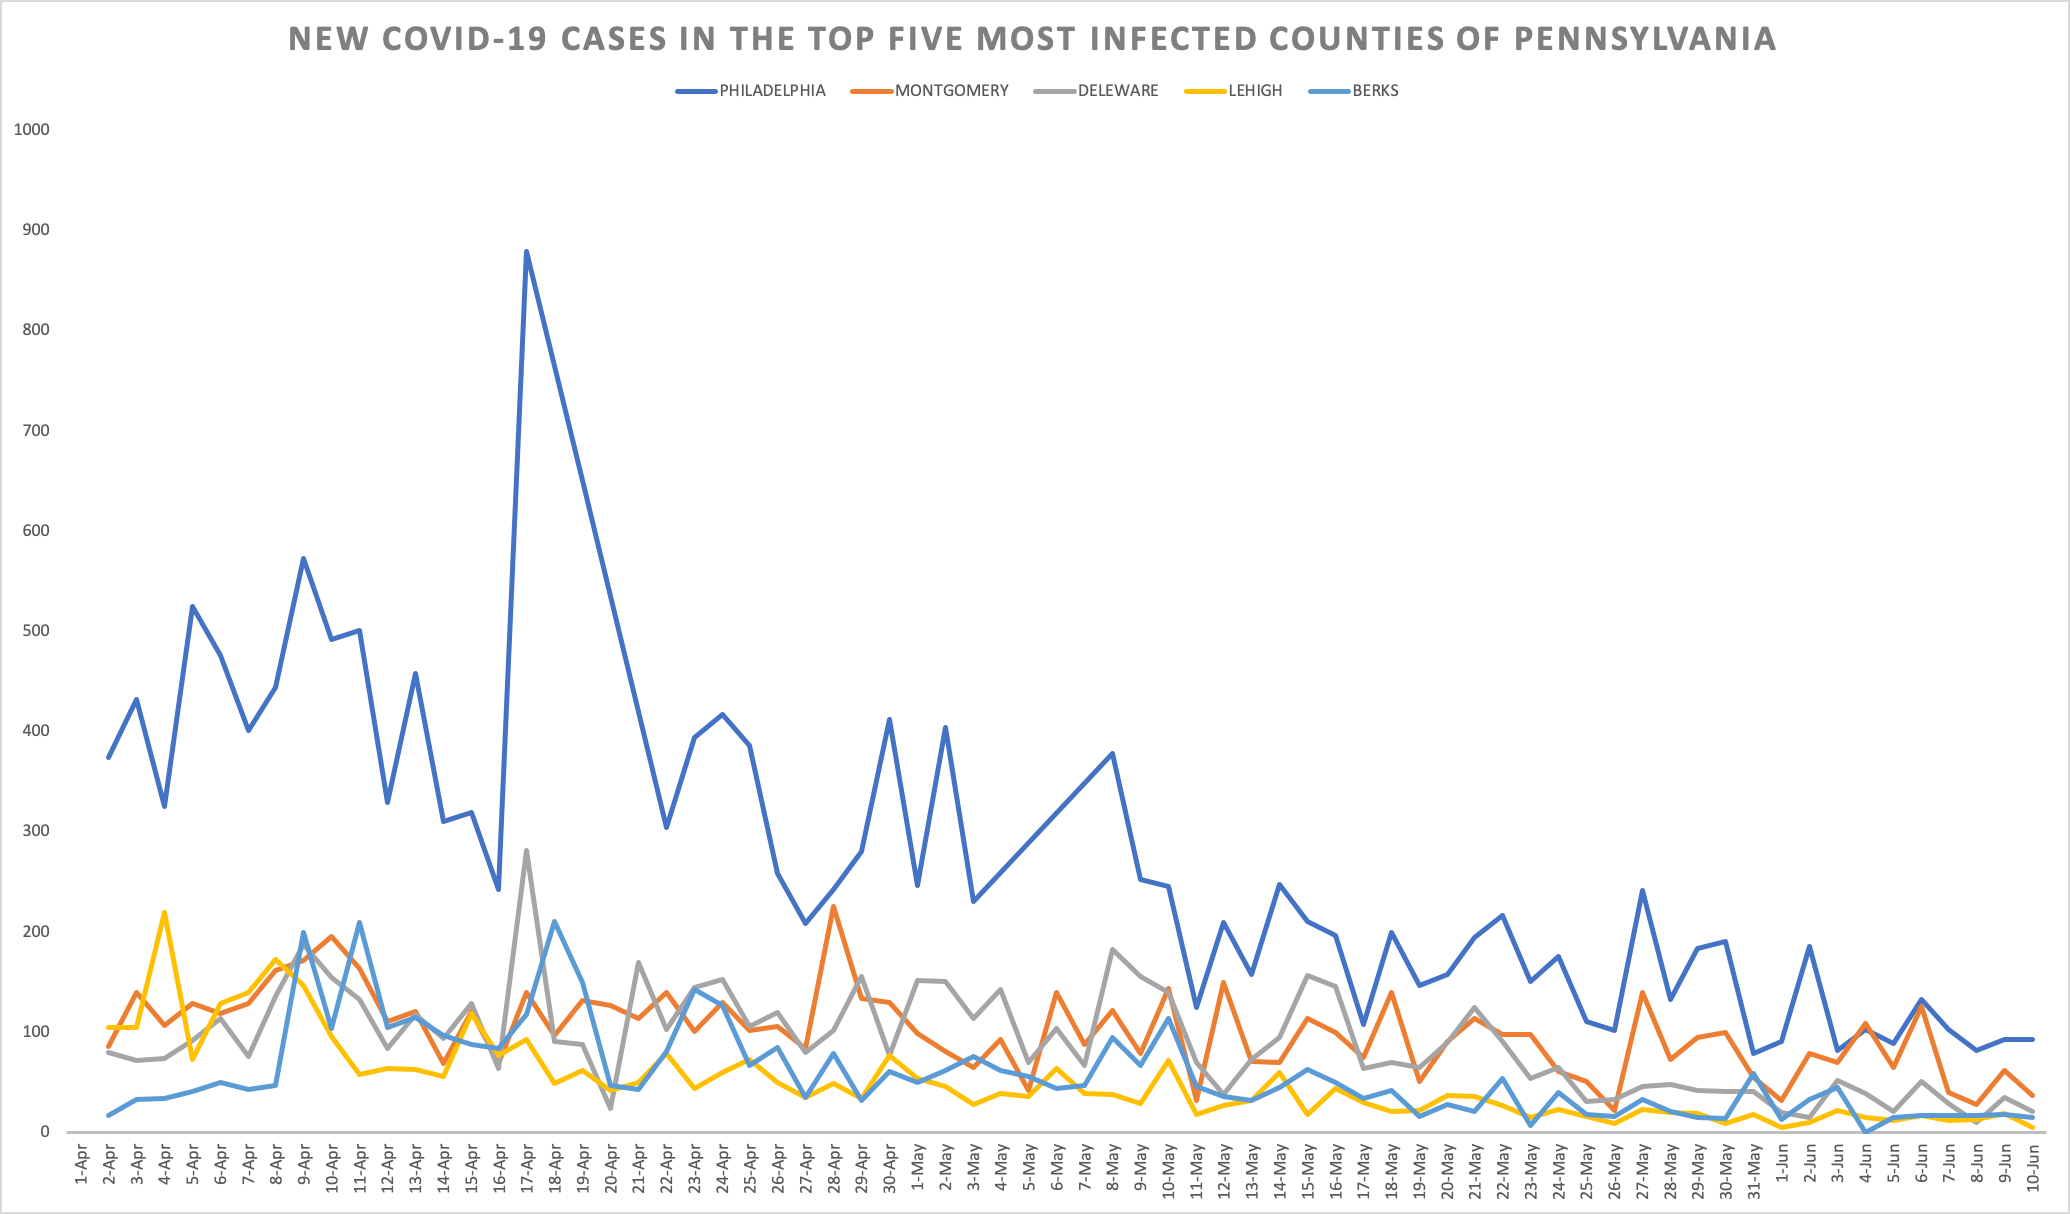 NEW COVID-19 CASES IN THE TOP FIVE MOST INFECTED COUNTIES OF PENNSYLVANIA
PHILADELPHIA MONTGOMERY DELEWARE LEHIGH BERKS
1000
900
800
700
600
500
400
300
200
100
0
1-Apr
2-Apr
3-Apr
4-Apr
5-Apr
6-Apr
7-Apr
8-Apr
9-Apr
10-Apr
11-Apr
12-Apr
13-Apr
14-Apr
15-Apr
16-Apr
17-Apr
18-Apr
19-Apr
20-Apr
21-Apr
22-Apr
23-Apr
24-Apr
25-Apr
26-Apr
27-Apr
28-Apr
29-Apr
30-Apr
1-May
2-May
3-May
4-May
5-May
6-May
7-May
8-May
9-May
10-May
11-May
12-May
13-May
14-May
15-May
16-May
17-May
18-May
19-May
20-May
21-May
22-May
23-May
24-May
25-May
26-May
27-May
28-May
29-May
30-May
31-May
1-Jun
2-Jun
3-Jun
4-Jun
5-Jun
6-Jun
7-Jun
8-Jun
9-Jun
10-Jun